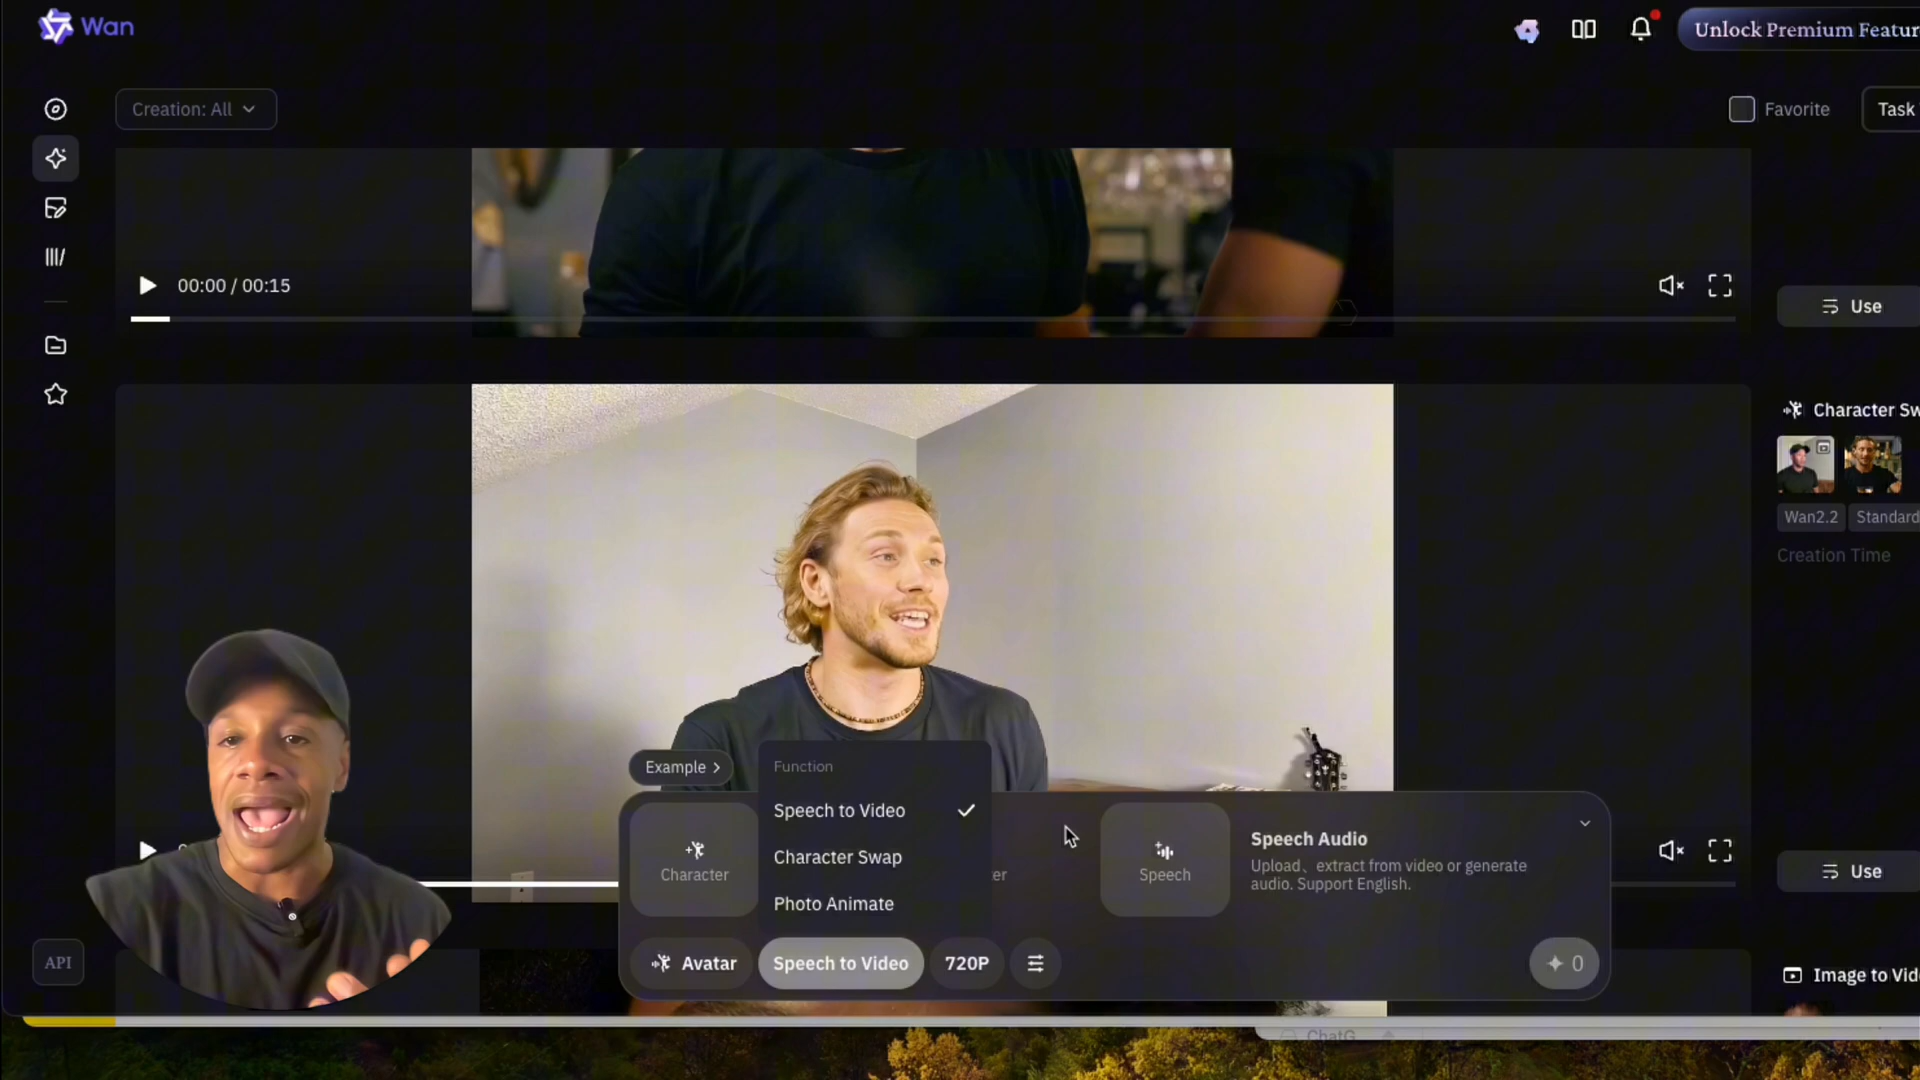 Wan
Unlock Premium Featur
Creation: All
Favorite
Task
00:00 / 00:15
Use
Character Sw
Wan2.2
Standard
Creation Time
Example >
Function
Speech to Video
Character Swap
Photo Animate
Character
er
Speech
Speech Audio
Upload、extract from video or generate
audio. Support English.
Use
API
Avatar
Speech to Video
720P
0
Image to Vid
ChatG